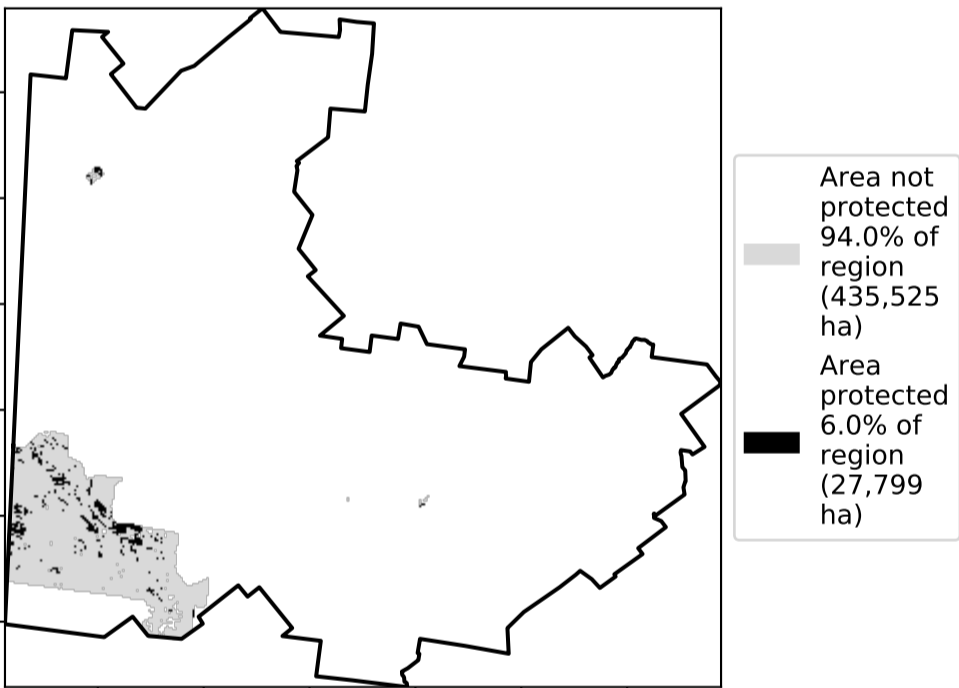 Area not
protected
94.0% of
region
(435,525
ha)
Area
protected
6.0% of
region
(27,799
ha)